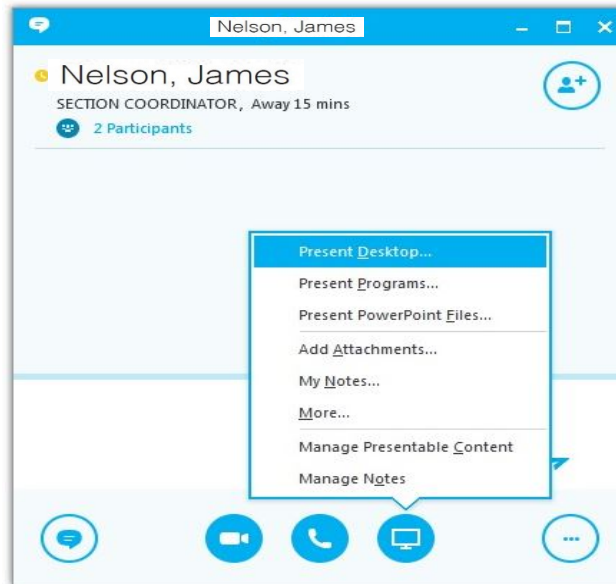 Nelson, James
Nelson, James
SECTION COORDINATOR, Away 15 mins
2 Participants
Present Desktop...
Present Programs...
Present PowerPoint Files...
Add Attachments...
My Notes...
More...
Manage Presentable Content
Manage Notes